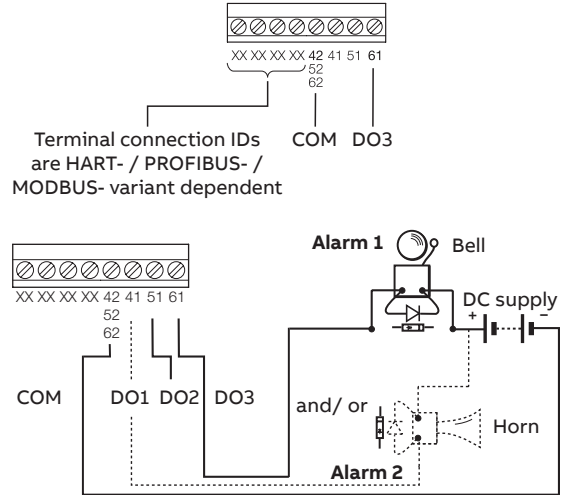 XX XX XX XX 42 41 51 61
52
62
Terminal connection IDs
are HART- / PROFIBUS- /
MODBUS- variant dependent
COM DO3
Alarm 1
Bell
XX XX XX XX 42 41 51 61
52
62
DC supply
+ –
COM DO1 DO2 DO3
and/ or
Horn
Alarm 2